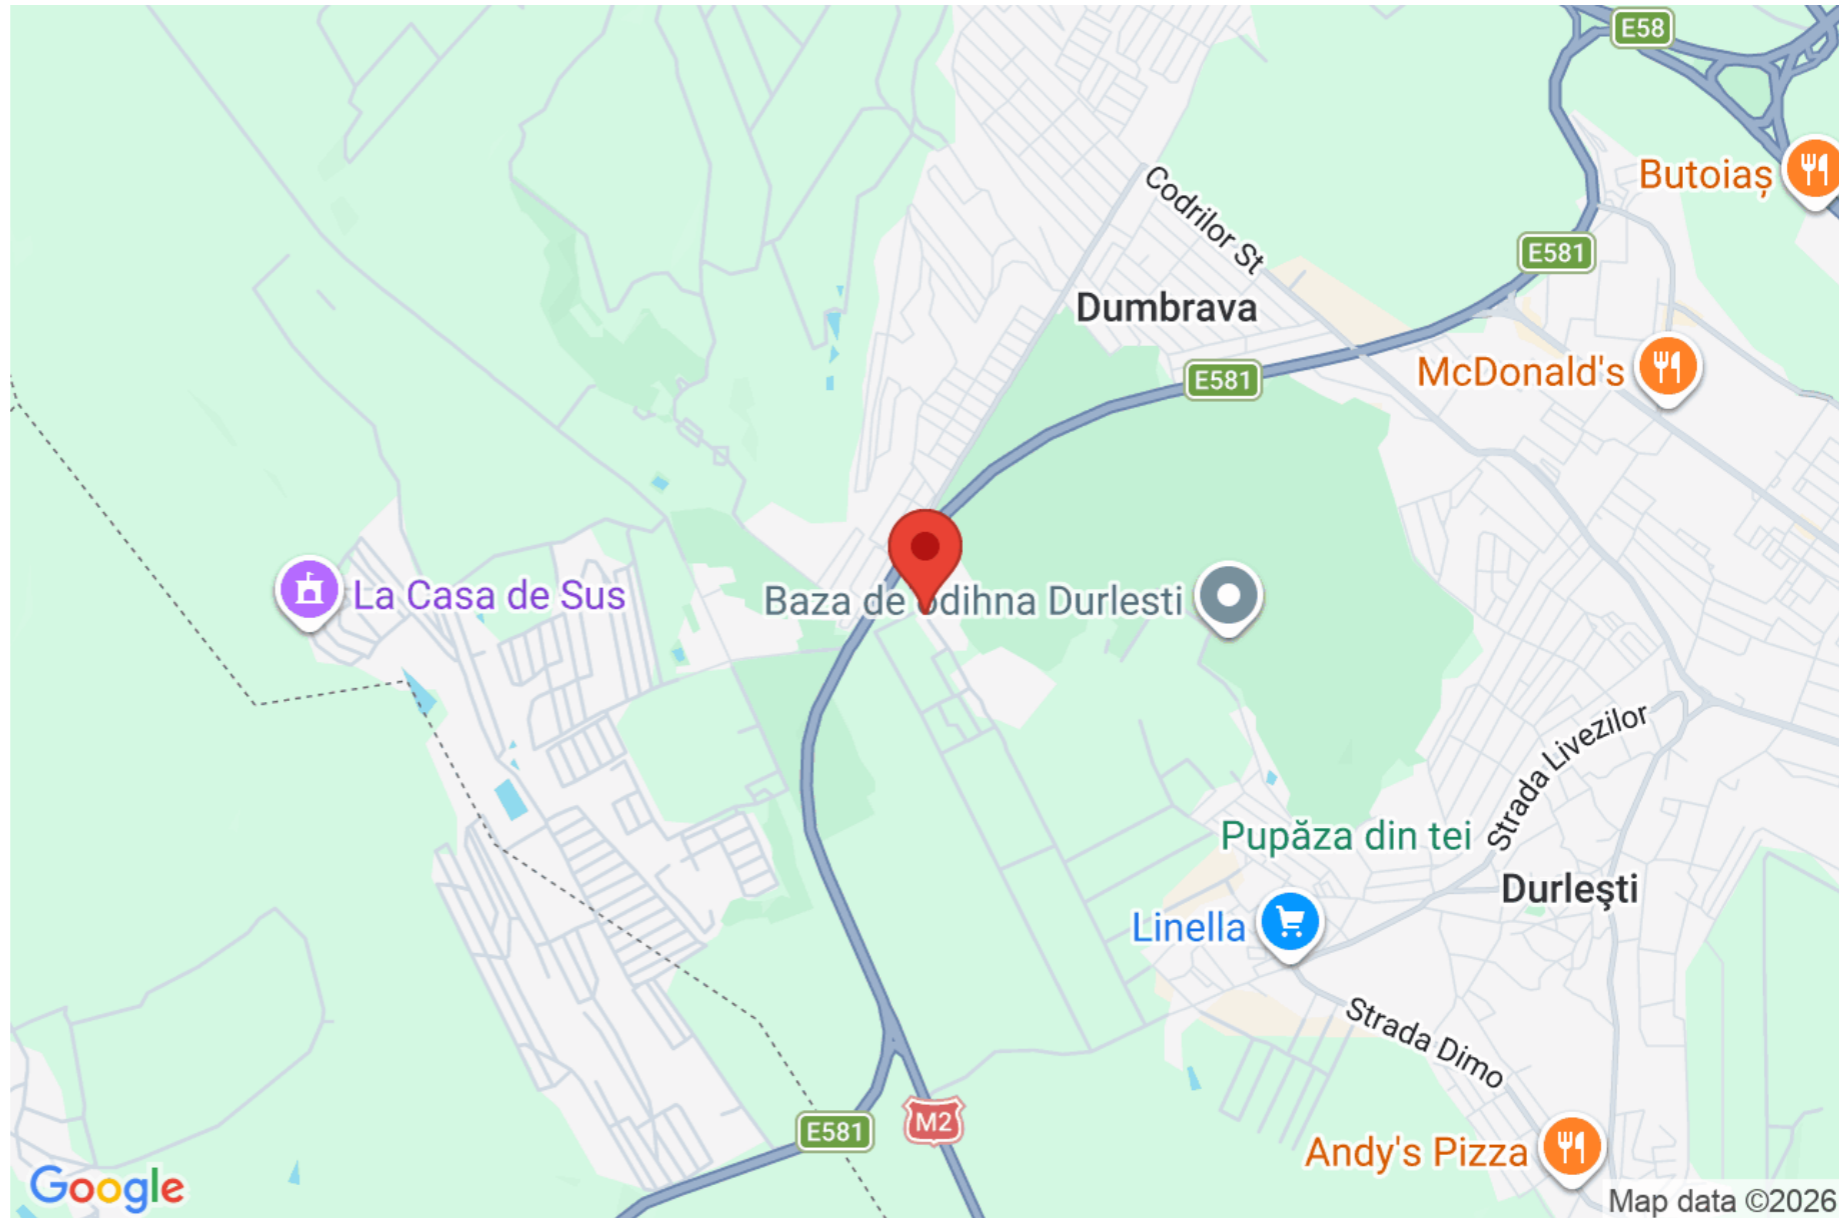 E58
Butoiaș
Codrilor St
E581
Dumbrava
E581
McDonald's
La Casa de Sus
Baza de odihna Durlesti
Strada Livezilor
Pupăza din tei
Durleşti
Linella
Strada Dimo
E581
M2
Andy's Pizza
Google
Map data ©2026